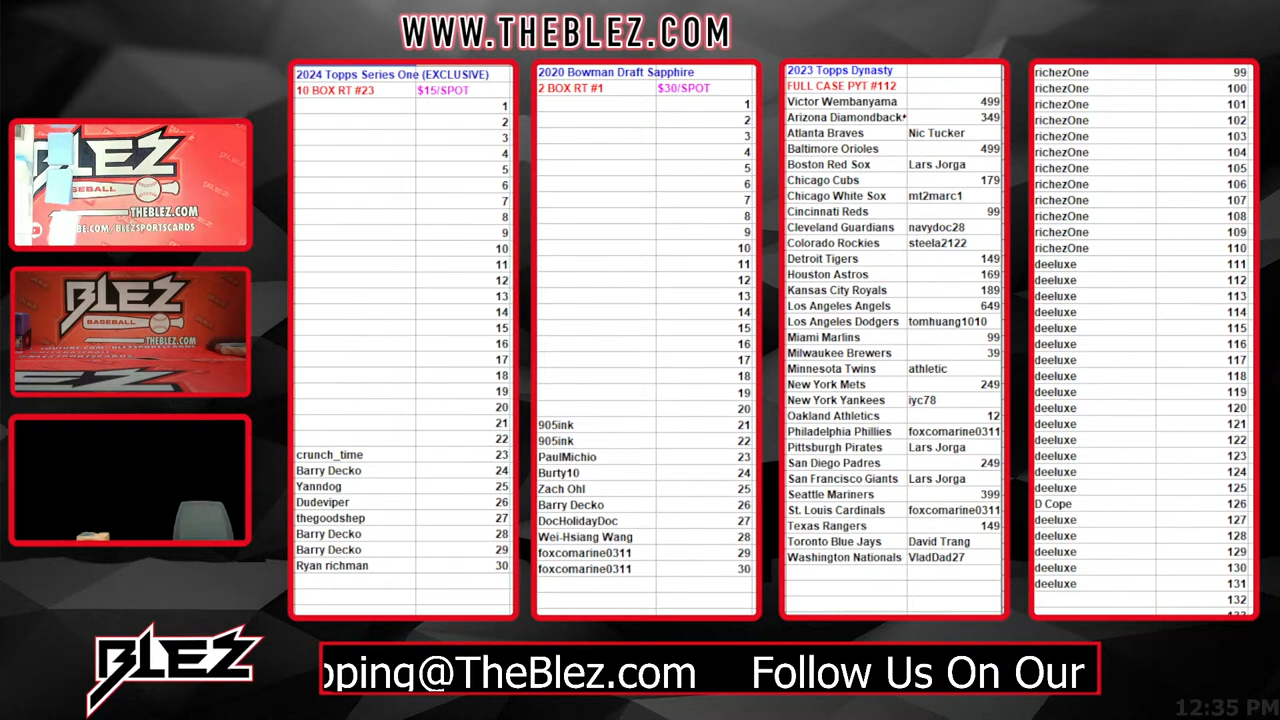 WWW.THEBLEZ.COM
BLEZ
BASEBALL
THEBLEZ.COM
BE.COM/BLEZSPORTSCARDS
BLEZ
BASEBALL
THEBLEZ.COM
2024 Topps Series One (EXCLUSIVE)
10 BOX RT #23 $15/SPOT
1
2
3
4
5
6
7
8
9
10
11
12
13
14
15
16
17
18
19
20
21
22
crunch_time 23
Barry Decko 24
Yanndog 25
Dudeviper 26
thegoodshep 27
Barry Decko 28
Barry Decko 29
Ryan richman 30
2020 Bowman Draft Sapphire
2 BOX RT #1 $30/SPOT
1
2
3
4
5
6
7
8
9
10
11
12
13
14
15
16
17
18
19
20
905ink 21
905ink 22
PaulMichio 23
Burty10 24
Zach Ohl 25
Barry Decko 26
DocHolidayDoc 27
Wei-Hsiang Wang 28
foxcomarine0311 29
foxcomarine0311 30
2023 Topps Dynasty
FULL CASE PYT #112
Victor Wembanyama 499
Arizona Diamondback 349
Atlanta Braves Nic Tucker
Baltimore Orioles 499
Boston Red Sox Lars Jorga
Chicago Cubs 179
Chicago White Sox mt2marc1
Cincinnati Reds 99
Cleveland Guardians navydoc28
Colorado Rockies steela2122
Detroit Tigers 149
Houston Astros 169
Kansas City Royals 189
Los Angeles Angels 649
Los Angeles Dodgers tomhuang1010
Miami Marlins 99
Milwaukee Brewers 39
Minnesota Twins athletic
New York Mets 249
New York Yankees iyc78
Oakland Athletics 12
Philadelphia Phillies foxcomarine0311
Pittsburgh Pirates Lars Jorga
San Diego Padres 249
San Francisco Giants Lars Jorga
Seattle Mariners 399
St. Louis Cardinals foxcomarine0311
Texas Rangers 149
Toronto Blue Jays David Trang
Washington Nationals VladDad27
richezOne 99
richezOne 100
richezOne 101
richezOne 102
richezOne 103
richezOne 104
richezOne 105
richezOne 106
richezOne 107
richezOne 108
richezOne 109
richezOne 110
deeluxe 111
deeluxe 112
deeluxe 113
deeluxe 114
deeluxe 115
deeluxe 116
deeluxe 117
deeluxe 118
deeluxe 119
deeluxe 120
deeluxe 121
deeluxe 122
deeluxe 123
deeluxe 124
deeluxe 125
D Cope 126
deeluxe 127
deeluxe 128
deeluxe 129
deeluxe 130
deeluxe 131
132
BLEZ
pping@TheBlez.com Follow Us On Our
12:35 PM